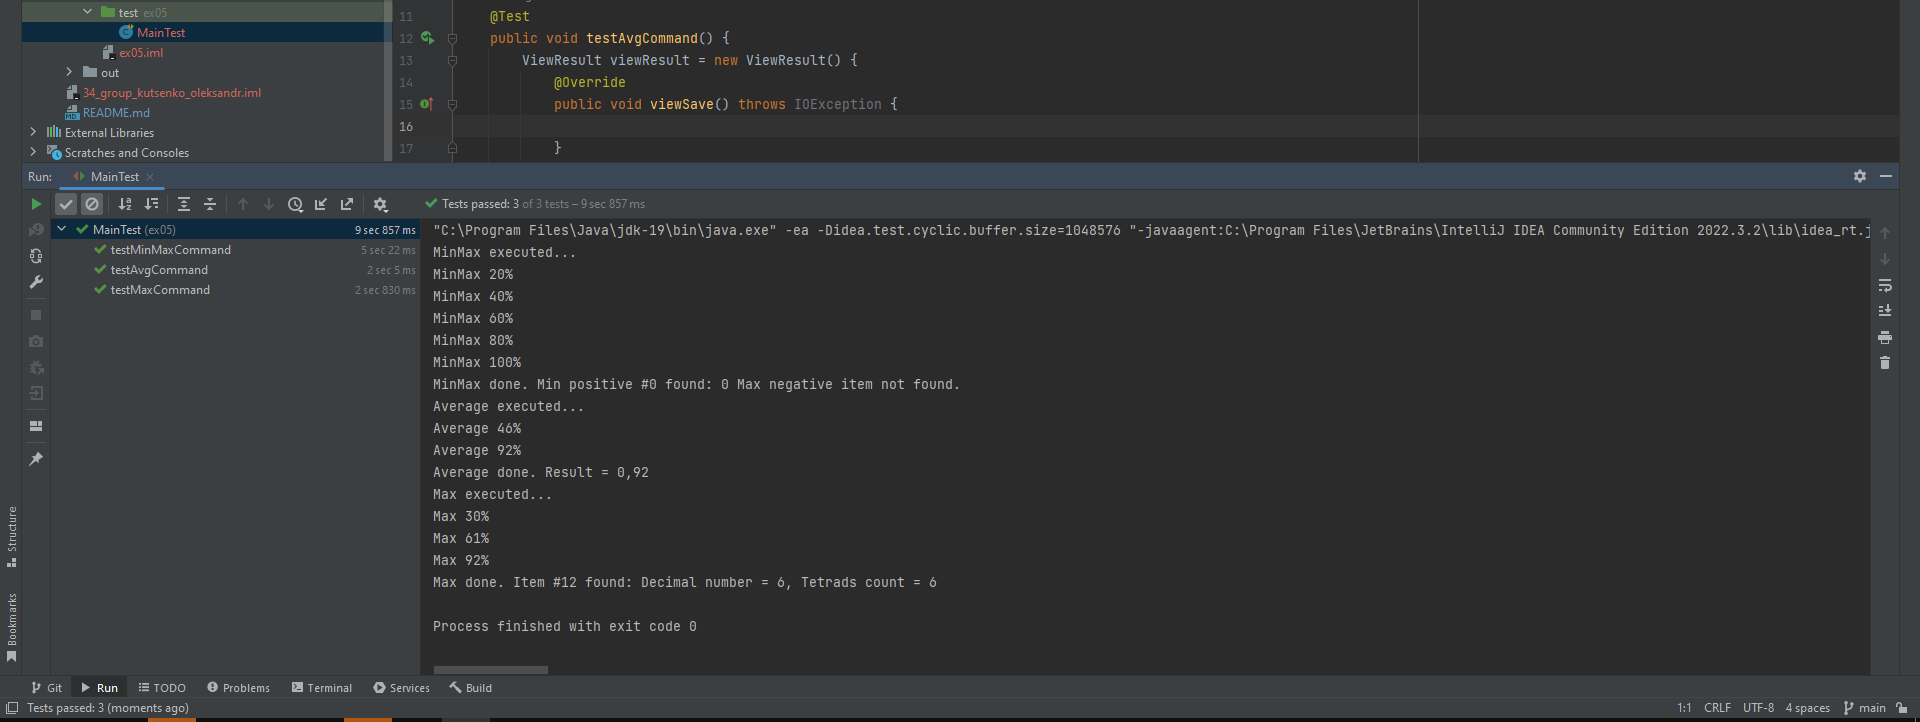 test ex05
MainTest
ex05.iml
out
34_group_kutsenko_oleksandr.iml
README.md
External Libraries
Scratches and Consoles
11 @Test
12 public void testAvgCommand() {
13 ViewResult viewResult = new ViewResult() {
14 @Override
15 public void viewSave() throws IOException {
16
17 }
Run: MainTest
Tests passed: 3 of 3 tests – 9 sec 857 ms
MainTest (ex05) 9 sec 857 ms
testMinMaxCommand 5 sec 22 ms
testAvgCommand 2 sec 5 ms
testMaxCommand 2 sec 830 ms
"C:\Program Files\Java\jdk-19\bin\java.exe" -ea -Didea.test.cyclic.buffer.size=1048576 "-javaagent:C:\Program Files\JetBrains\IntelliJ IDEA Community Edition 2022.3.2\lib\idea_rt.j
MinMax executed...
MinMax 20%
MinMax 40%
MinMax 60%
MinMax 80%
MinMax 100%
MinMax done. Min positive #0 found: 0 Max negative item not found.
Average executed...
Average 46%
Average 92%
Average done. Result = 0,92
Max executed...
Max 30%
Max 61%
Max 92%
Max done. Item #12 found: Decimal number = 6, Tetrads count = 6
Process finished with exit code 0
Structure
Bookmarks
Git Run TODO Problems Terminal Services Build
Tests passed: 3 (moments ago) 1:1 CRLF UTF-8 4 spaces main